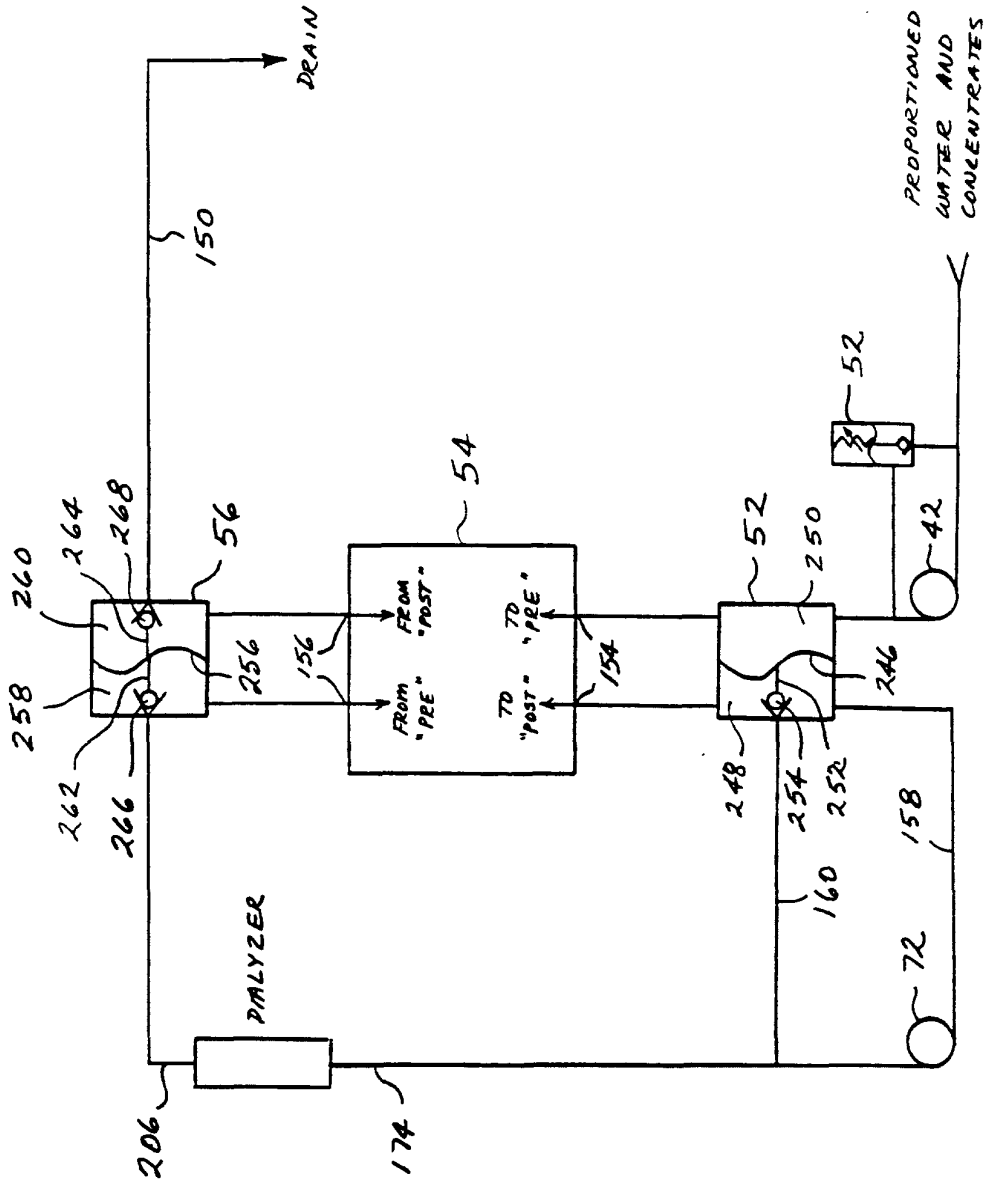 DRAIN
150
PROPORTIONED
WATER AND
CONCENTRATES
52
42
54
56
268
264
260
258
262
266
256
156
FROM
"PRE"
FROM
"POST"
TO
"POST"
TO
"PRE"
154
52
250
246
248
254
252
160
158
72
DIALYZER
206
174